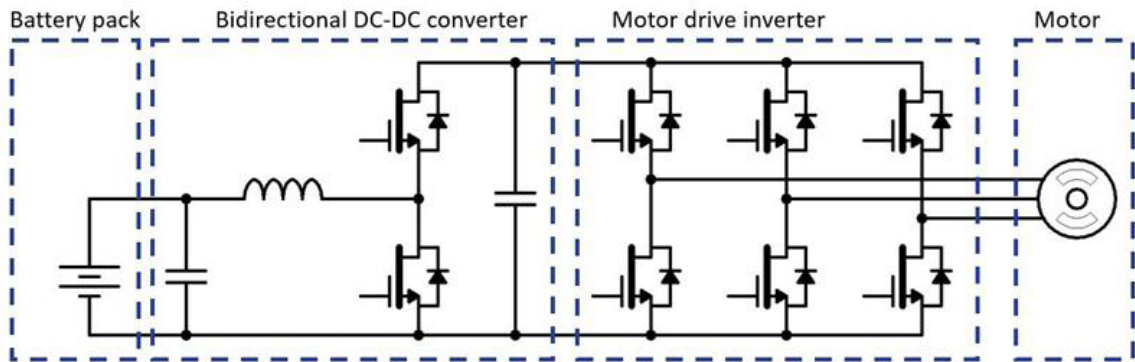 Battery pack
Bidirectional DC-DC converter
Motor drive inverter
Motor